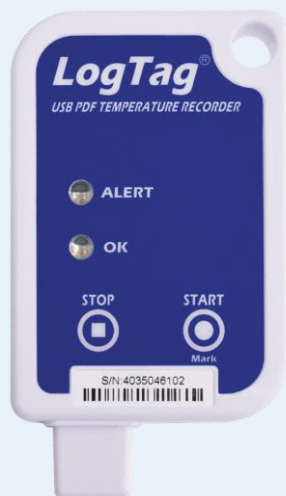 LogTag®
USB PDF TEMPERATURE RECORDER
ALERT
OK
STOP START
Mark
S/N:4035046102